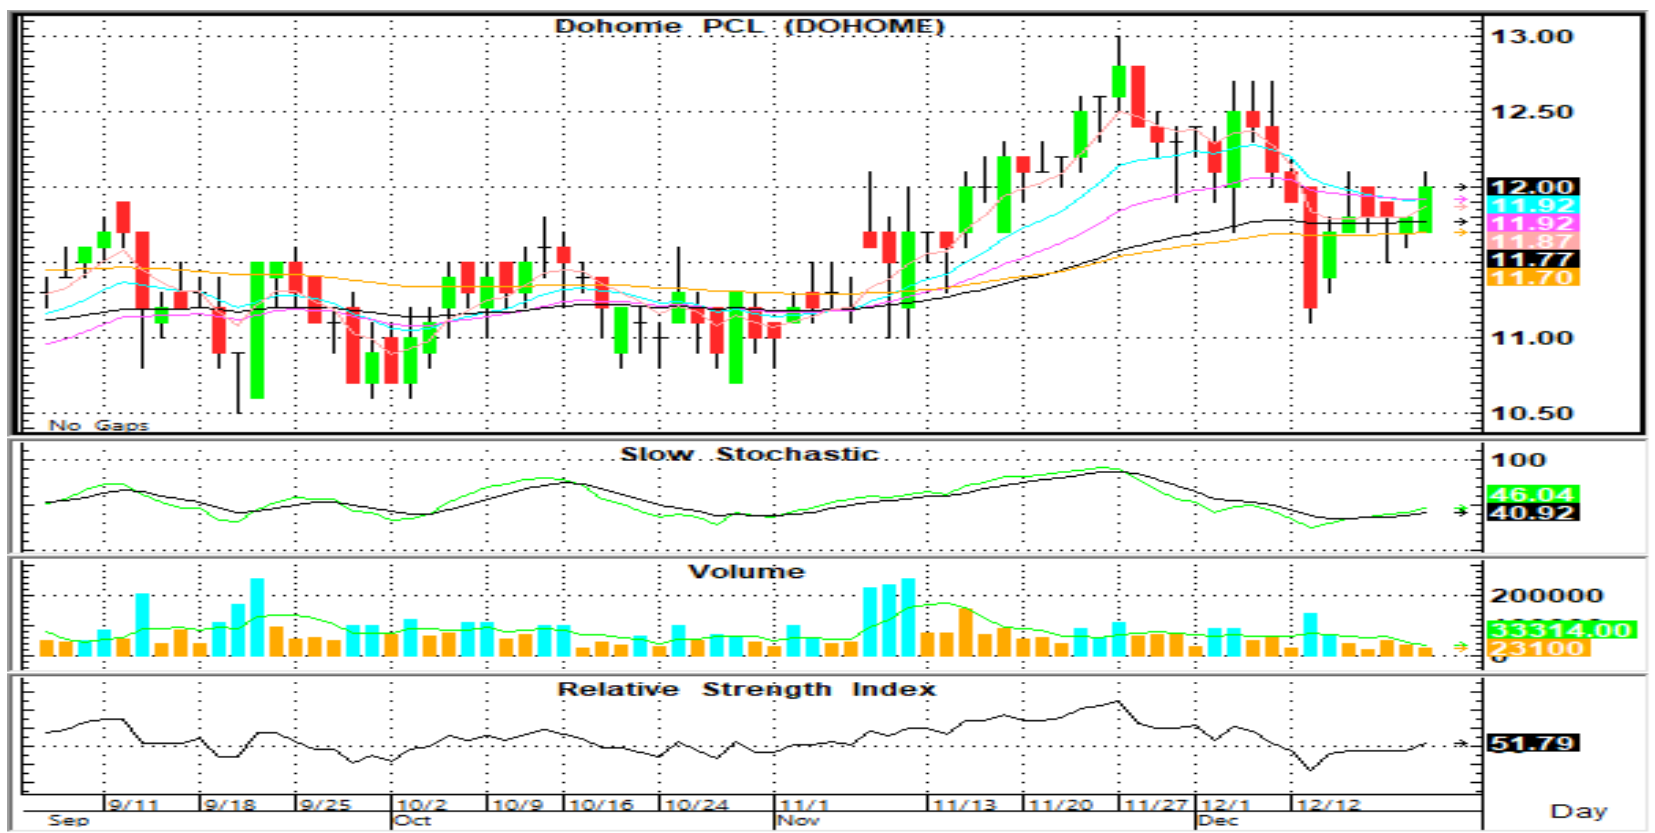 Dohome PCL (DOHOME)
13.00
12.50
12.00
11.92
11.92
11.87
11.77
11.70
11.00
10.50
No Gaps
Slow Stochastic
100
46.04
40.92
Volume
200000
33314.00
23100
0
Relative Strength Index
51.79
9/11 9/18 9/25 10/2 10/9 10/16 10/24 11/1 11/13 11/20 11/27 12/1 12/12
Sep Oct Nov Dec
Day